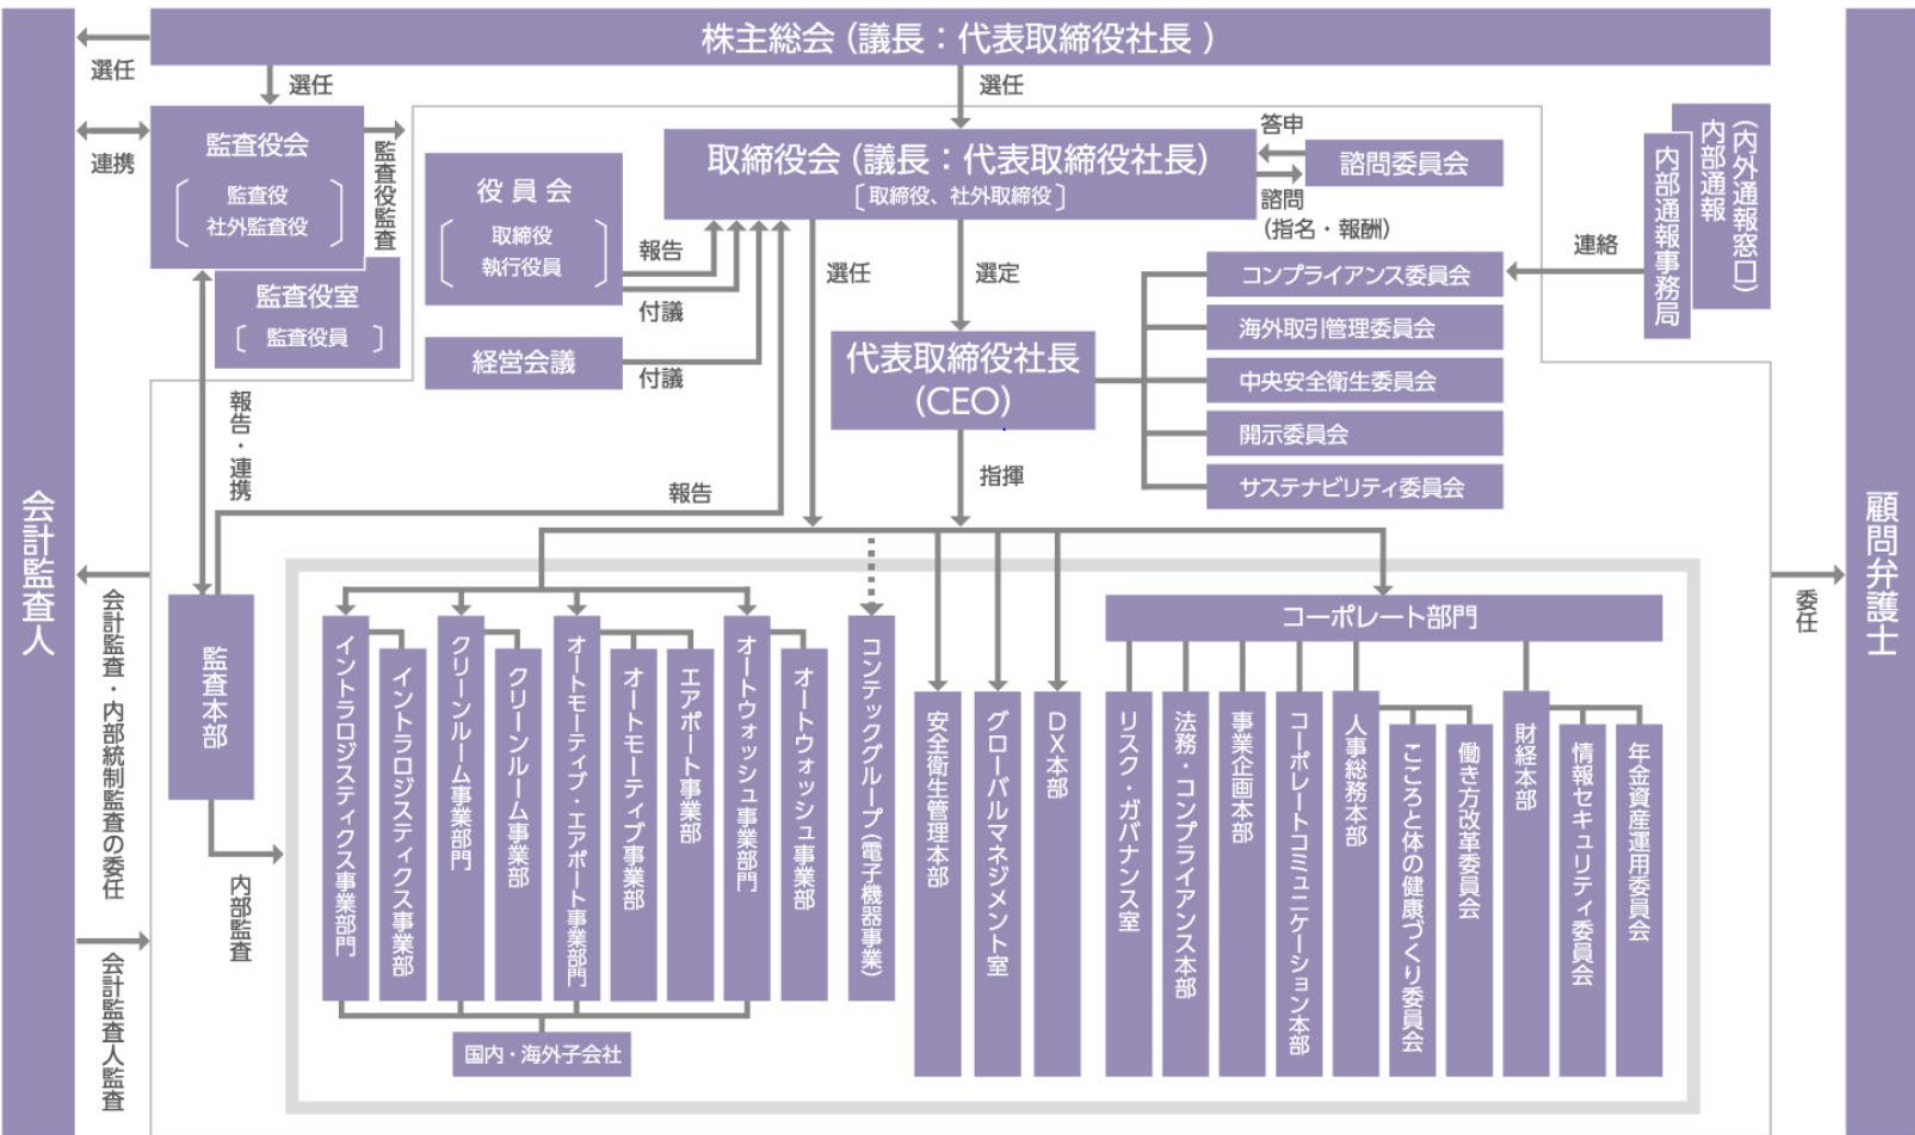 株主総会（議長：代表取締役社長 ）
選任
選任
選任
監査役会
監査役
社外監査役
連携
監査役監査
監査役室
監査役員
役 員 会
取締役
執行役員
報告
付議
経営会議
付議
取締役会（議長：代表取締役社長）
［取締役、社外取締役］
答申
諮問委員会
諮問
（指名・報酬）
選任
選定
代表取締役社長
（CEO）
指揮
コンプライアンス委員会
海外取引管理委員会
中央安全衛生委員会
開示委員会
サステナビリティ委員会
連絡
内部通報
（内外通報窓口）
内部通報事務局
報告・連携
報告
会計監査人
会計監査・内部統制監査の委任
会計監査人監査
監査本部
内部監査
顧問弁護士
委任
イントラロジスティクス事業部門
イントラロジスティクス事業部
クリーンルーム事業部門
クリーンルーム事業部
オートモーティブ・エアポート事業部門
オートモーティブ事業部
エアポート事業部
オートウォッシュ事業部門
オートウォッシュ事業部
コンテックグループ（電子機器事業）
国内・海外子会社
安全衛生管理本部
グローバルマネジメント室
DX本部
コーポレート部門
リスク・ガバナンス室
法務・コンプライアンス本部
事業企画本部
コーポレートコミュニケーション本部
人事総務本部
こころと体の健康づくり委員会
働き方改革委員会
財経本部
情報セキュリティ委員会
年金資産運用委員会